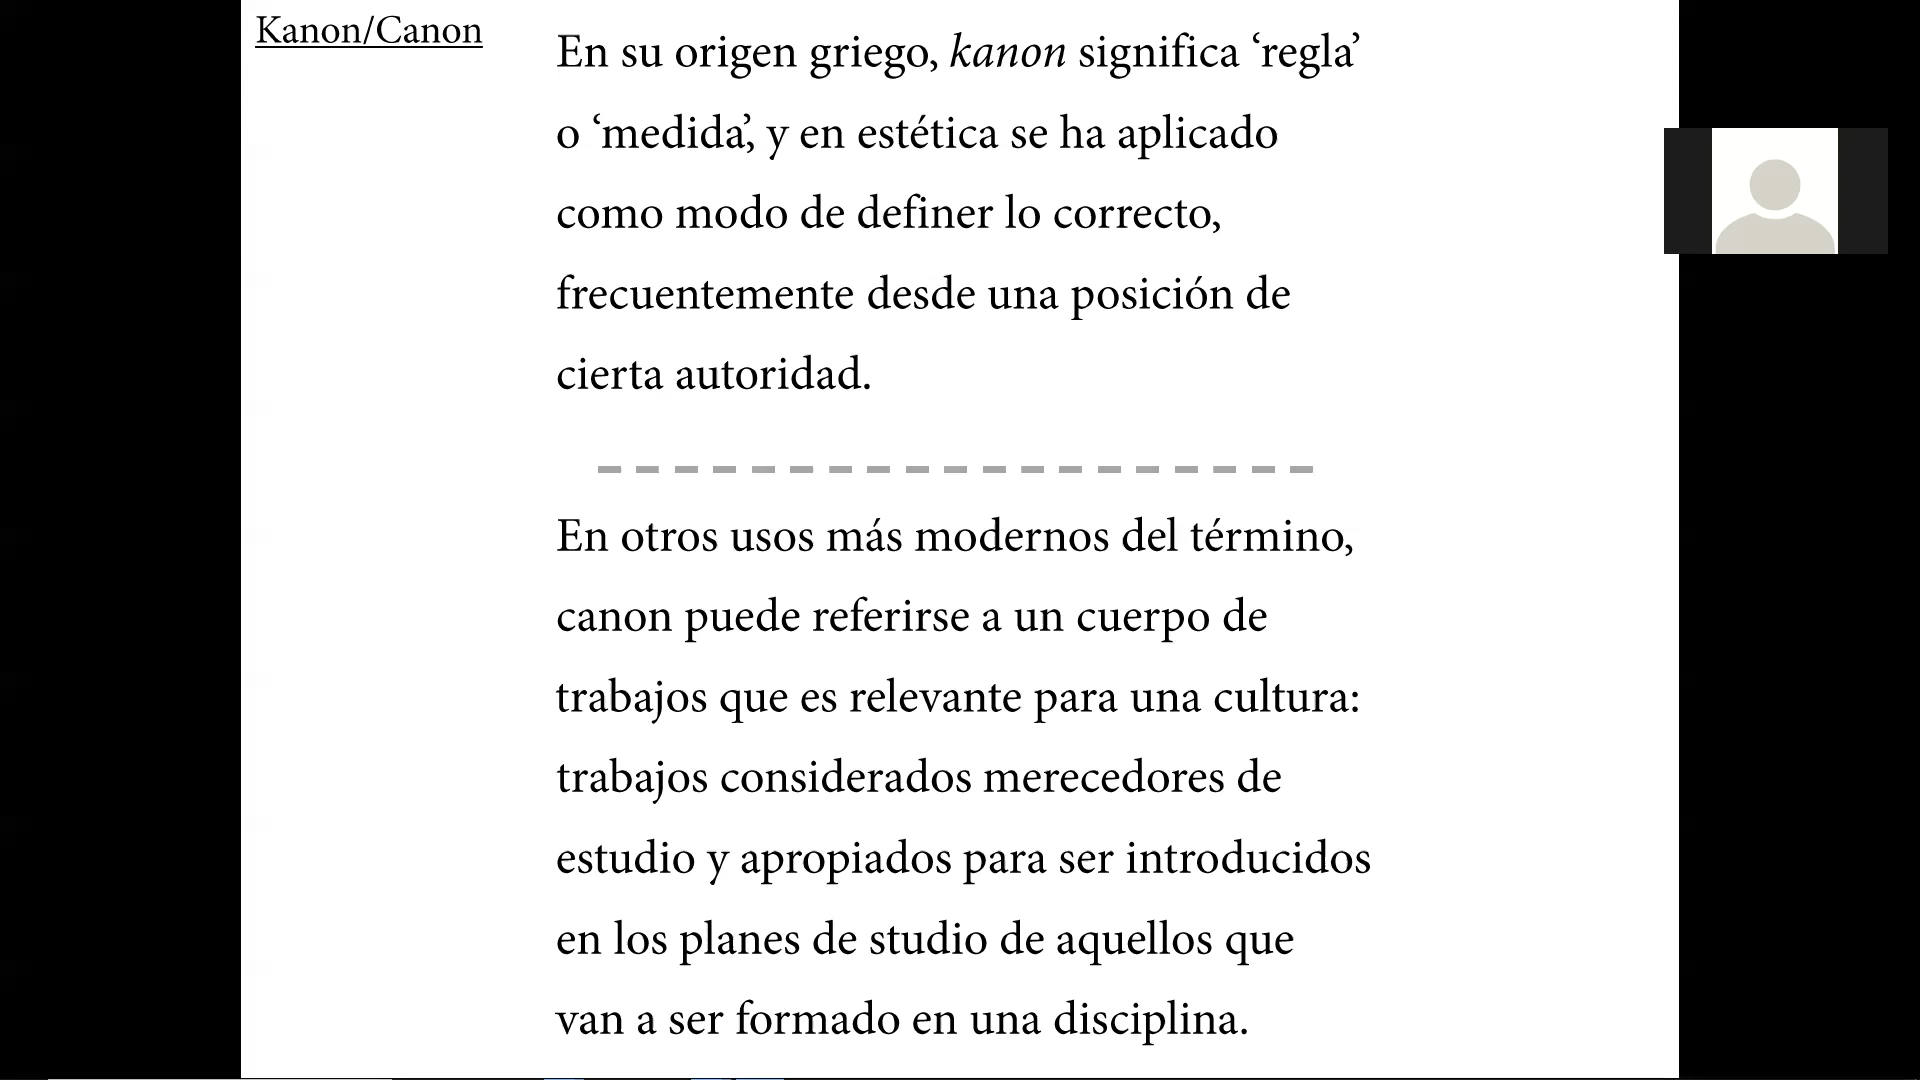 Kanon/Canon
En su origen griego, kanon significa ‘regla’
o ‘medida’, y en estética se ha aplicado
como modo de definer lo correcto,
frecuentemente desde una posición de
cierta autoridad.
En otros usos más modernos del término,
canon puede referirse a un cuerpo de
trabajos que es relevante para una cultura:
trabajos considerados merecedores de
estudio y apropiados para ser introducidos
en los planes de studio de aquellos que
van a ser formado en una disciplina.